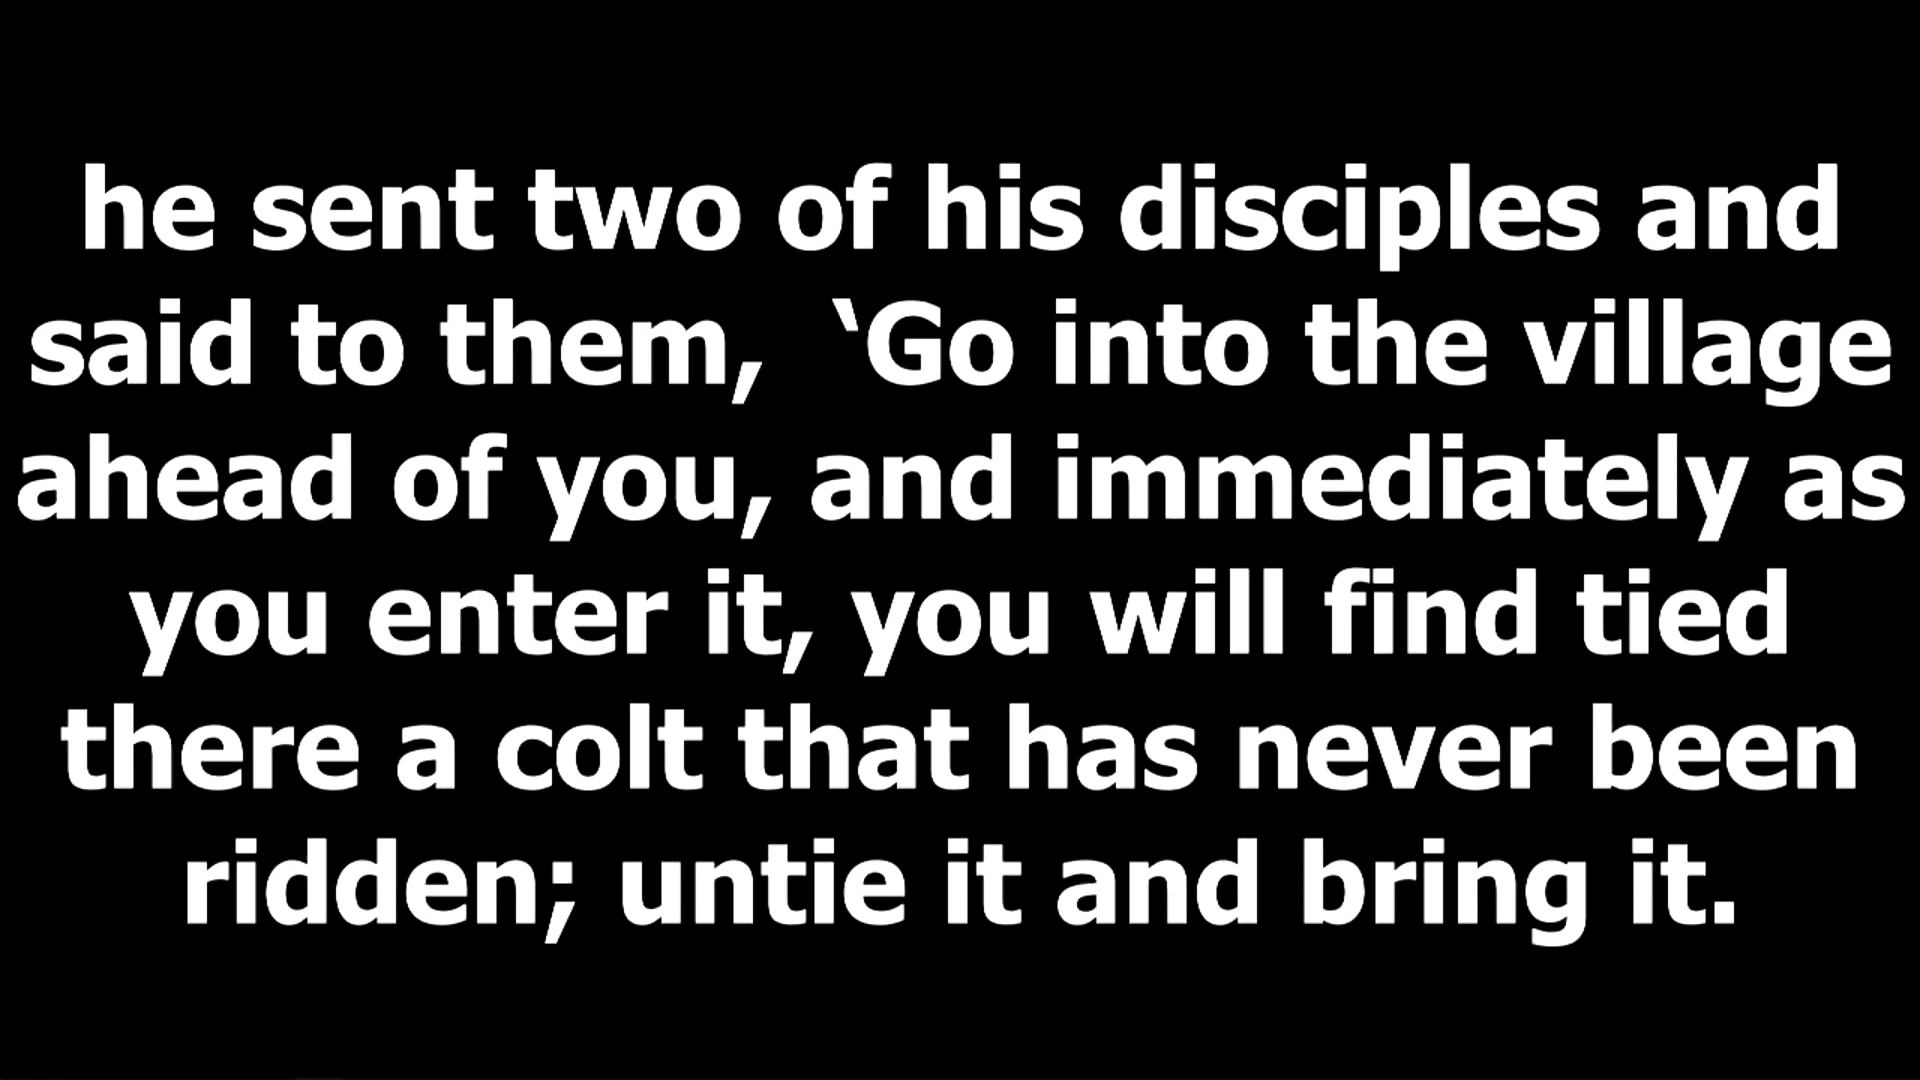 he sent two of his disciples and
said to them,  ‘Go into the village
ahead of you, and immediately as
you enter it, you will find tied
there a colt that has never been
ridden; untie it and bring it.